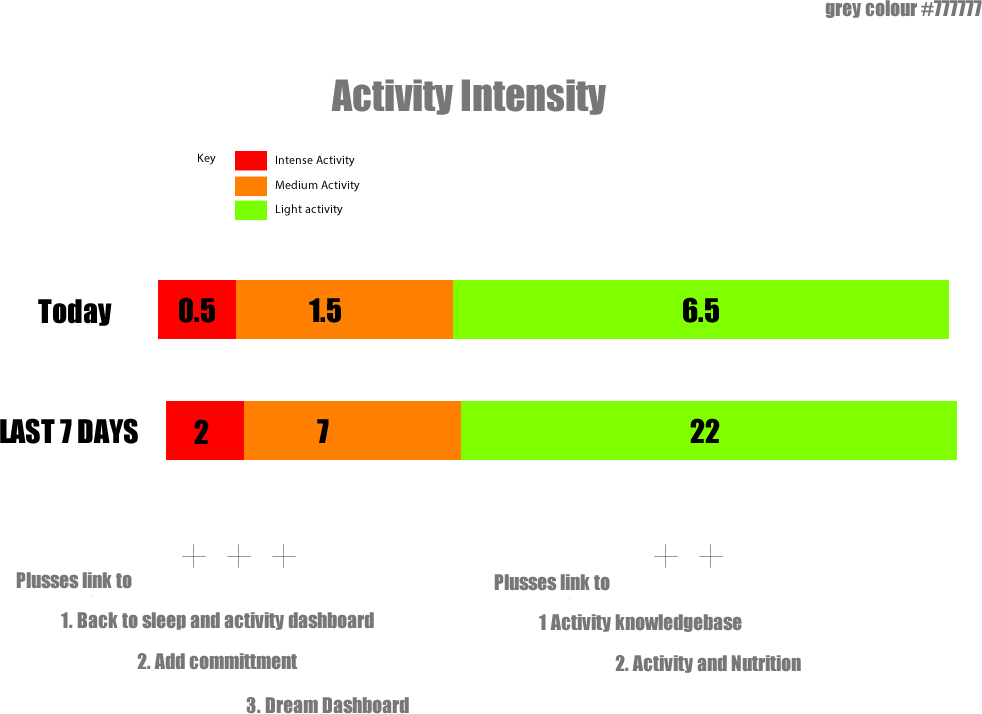 grey colour #777777
Activity Intensity
Key
Intense Activity
Medium Activity
Light activity
Today 0.5 1.5 6.5
LAST 7 DAYS 2 7 22
Plusses link to
1. Back to sleep and activity dashboard
2. Add committment
3. Dream Dashboard
Plusses link to
1 Activity knowledgebase
2. Activity and Nutrition